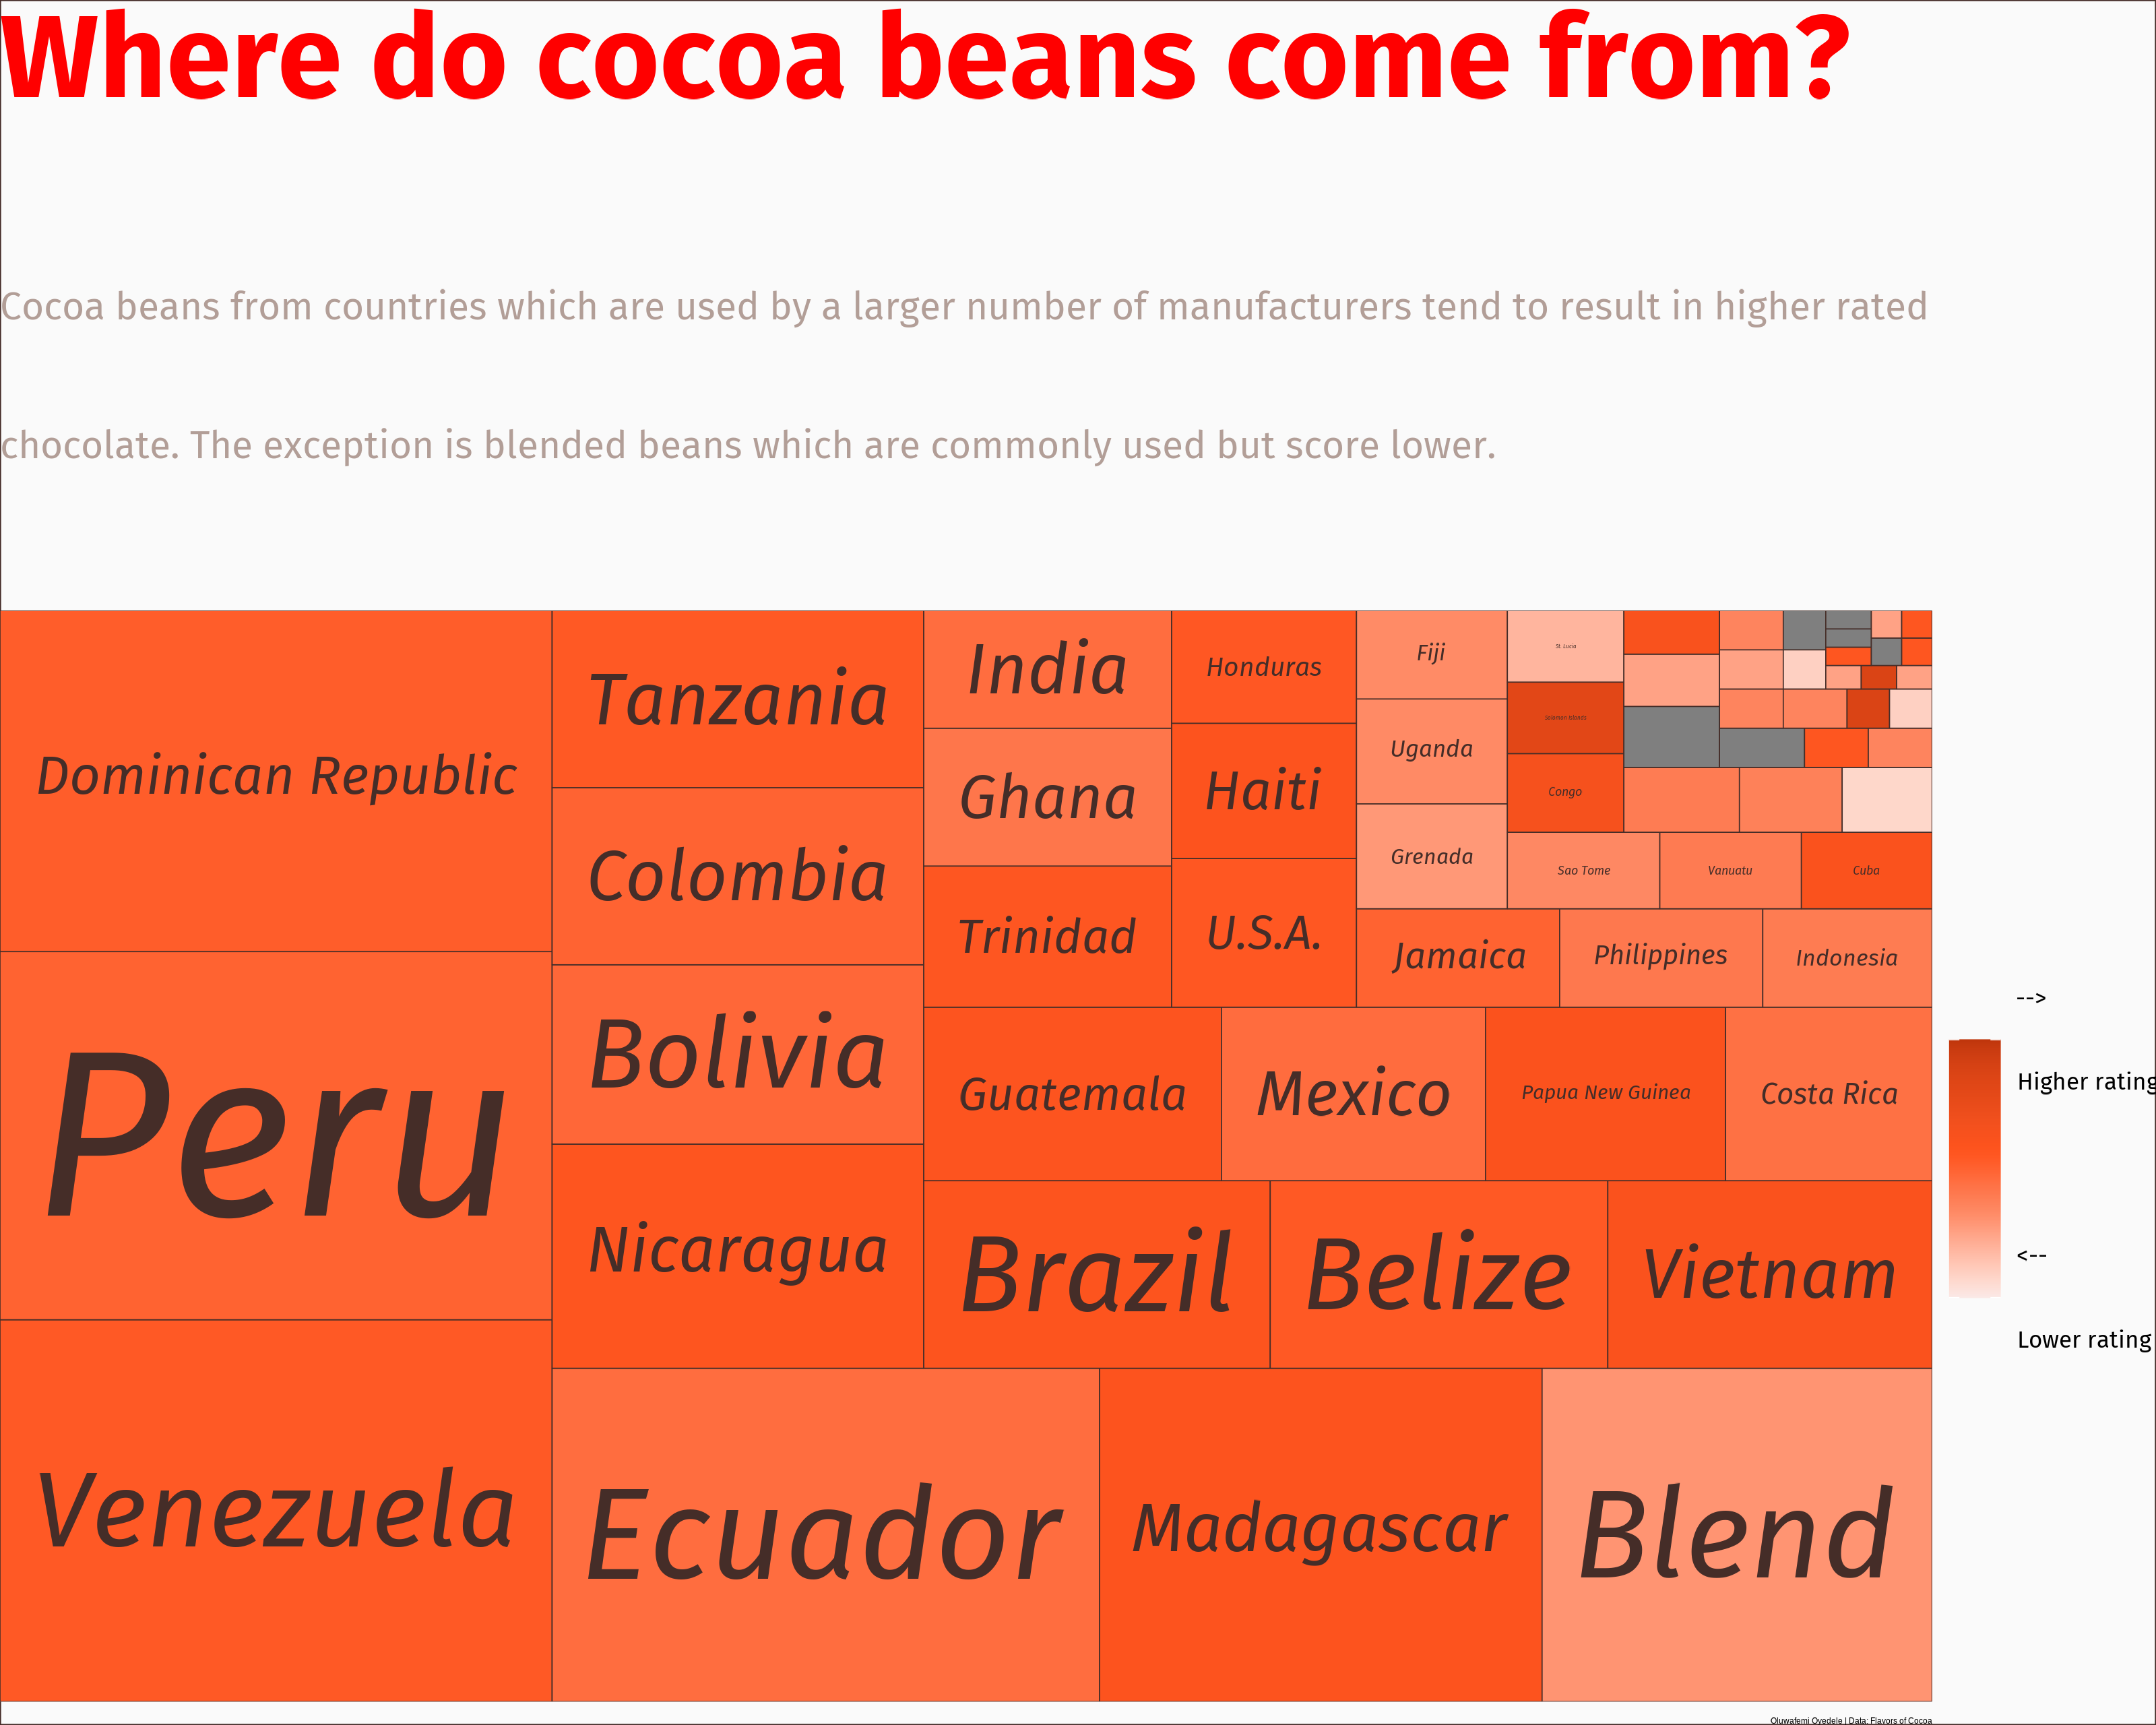 Where do cocoa beans come from?
Cocoa beans from countries which are used by a larger number of manufacturers tend to result in higher rated
chocolate. The exception is blended beans which are commonly used but score lower.
Dominican Republic
Peru
Venezuela
Tanzania
Colombia
Bolivia
Nicaragua
Ecuador
Madagascar
Blend
India
Ghana
Trinidad
Honduras
Haiti
U.S.A.
Guatemala
Mexico
Papua New Guinea
Costa Rica
Brazil
Belize
Vietnam
Fiji
Uganda
Grenada
Jamaica
Philippines
Indonesia
St. Lucia
Solomon Islands
Congo
Sao Tome
Vanuatu
Cuba
-->
Higher rating
<--
Lower rating
Oluwafemi Oyedele | Data: Flavors of Cocoa